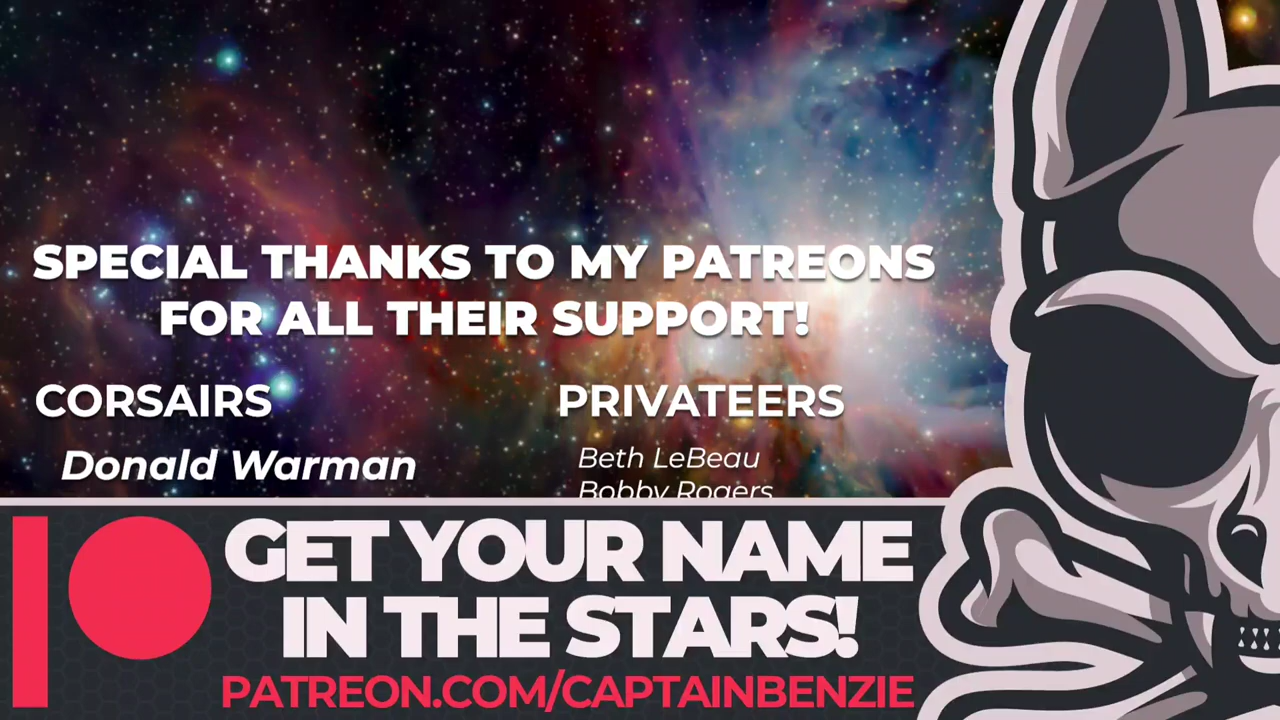 SPECIAL THANKS TO MY PATREONS
FOR ALL THEIR SUPPORT!
CORSAIRS
PRIVATEERS
Donald Warman
Beth LeBeau
Bobby Rogers
GET YOUR NAME
IN THE STARS!
PATREON.COM/CAPTAINBENZIE